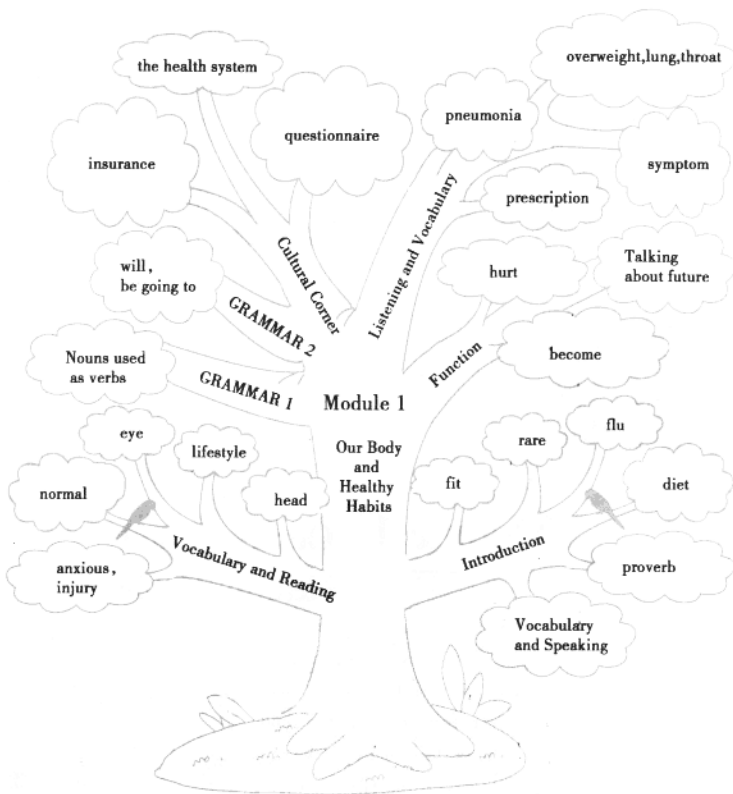 the health system
overweight,lung,throat
pneumonia
questionnaire
insurance
symptom
prescription
Cultural Corner
Listening and Vocabulary
will,
be going to
hurt
Talking
about future
GRAMMAR 2
Function
become
Nouns used
as verbs
GRAMMAR 1
Module 1
eye
lifestyle
rare
flu
Our Body
and
Healthy
Habits
normal
head
fit
diet
Vocabulary and Reading
Introduction
anxious,
injury
proverb
Vocabulary
and Speaking